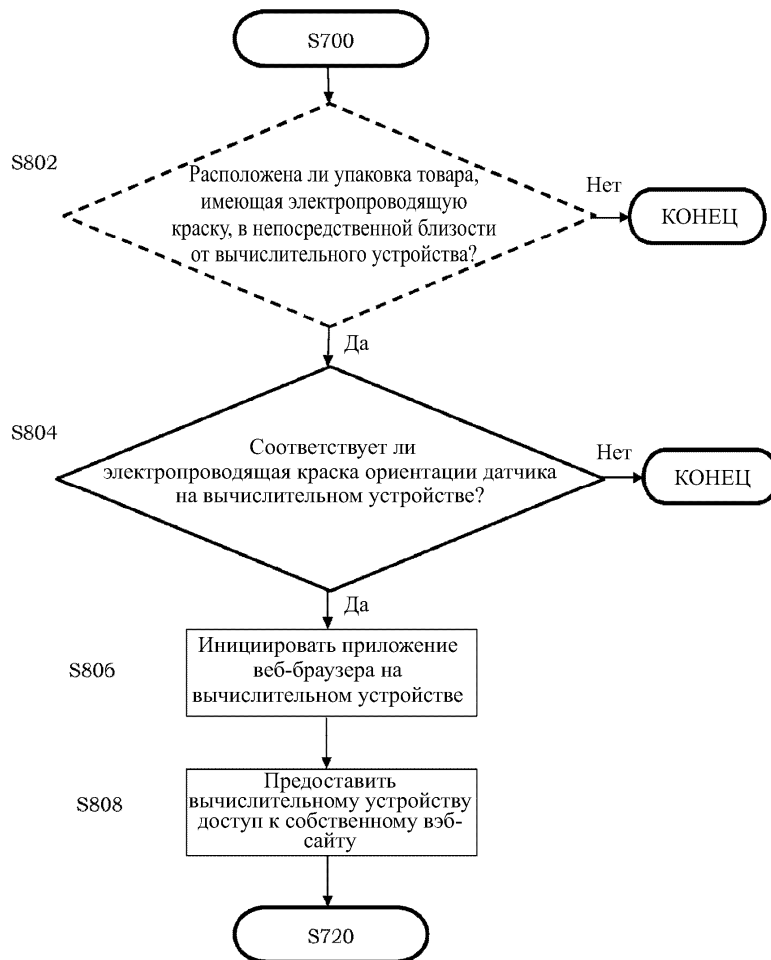 S700
S802
Расположена ли упаковка товара,
имеющая электропроводящую
краску, в непосредственной близости
от вычислительного устройства?
Нет
КОНЕЦ
Да
S804
Соответствует ли
электропроводящая краска ориентации датчика
на вычислительном устройстве?
Нет
КОНЕЦ
Да
S806
Инициировать приложение
веб-браузера на
вычислительном устройстве
S808
Предоставить
вычислительному устройству
доступ к собственному вэб-
сайту
S720